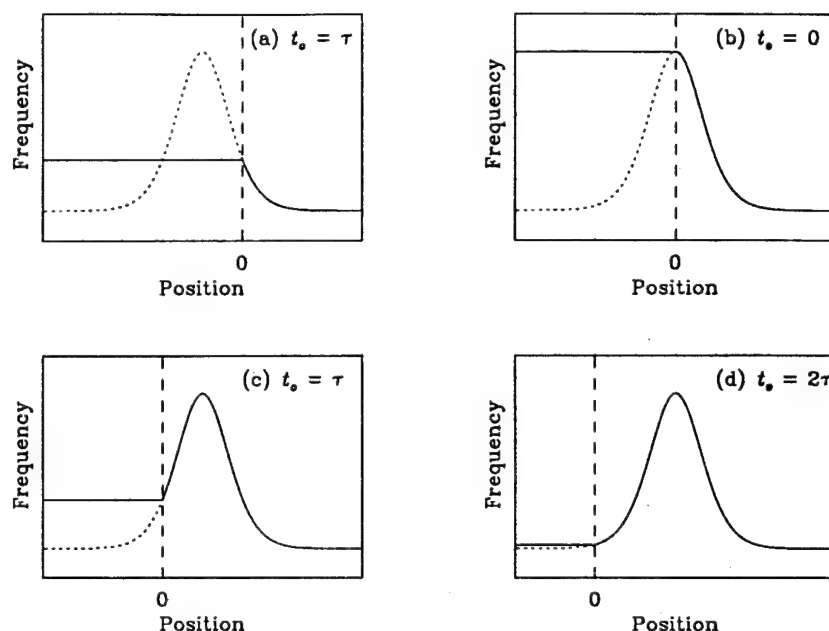 (a) t₀ = τ
Frequency
0
Position
(b) t₀ = 0
Frequency
0
Position
(c) t₀ = τ
Frequency
0
Position
(d) t₀ = 2τ
Frequency
0
Position